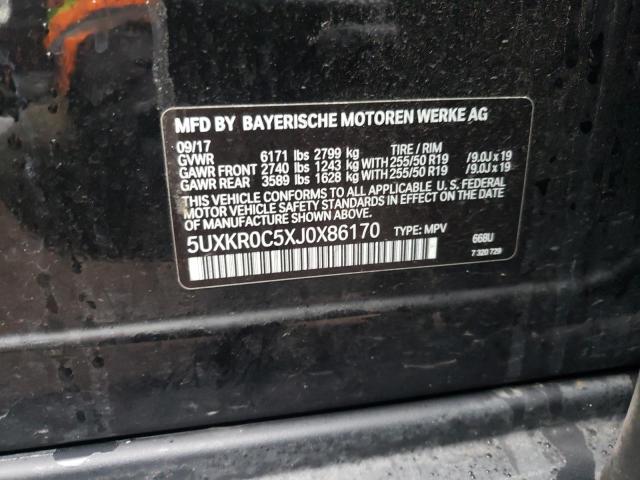 MFD BY BAYERISCHE MOTOREN WERKE AG
09/17 TIRE / RIM
GVWR 6171 lbs 2799 kg
GAWR FRONT 2740 lbs 1243 kg WITH 255/50 R19 /9.0J x 19
GAWR REAR 3589 lbs 1628 kg WITH 255/50 R19 /9.0J x 19
THIS VEHICLE CONFORMS TO ALL APPLICABLE U. S. FEDERAL
MOTOR VEHICLE SAFETY STANDARDS IN EFFECT ON THE DATE
OF MANUFACTURE SHOWN ABOVE.
5UXKR0C5XJ0X86170 TYPE: MPV 668U
7 320 729